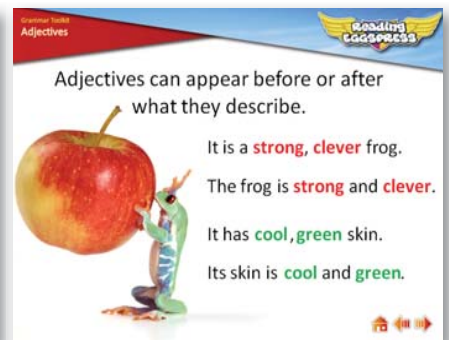 Grammar Toolkit
Adjectives
Reading
EGGSPRESS
Adjectives can appear before or after
what they describe.
It is a strong, clever frog.
The frog is strong and clever.
It has cool, green skin.
Its skin is cool and green.